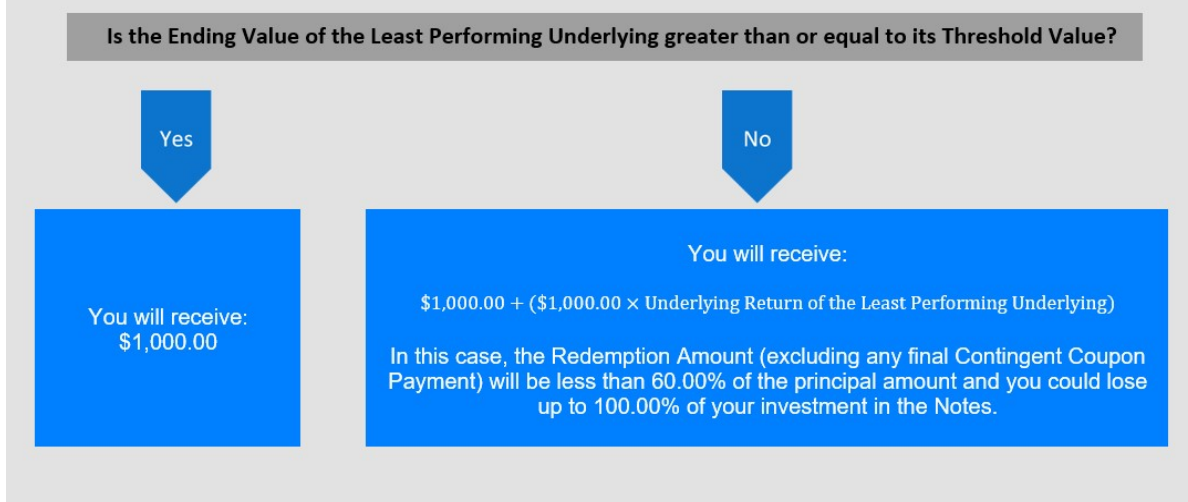 Is the Ending Value of the Least Performing Underlying greater than or equal to its Threshold Value?
Yes
No
You will receive:
$1,000.00
You will receive:
$1,000.00 + ($1,000.00 × Underlying Return of the Least Performing Underlying)
In this case, the Redemption Amount (excluding any final Contingent Coupon
Payment) will be less than 60.00% of the principal amount and you could lose
up to 100.00% of your investment in the Notes.